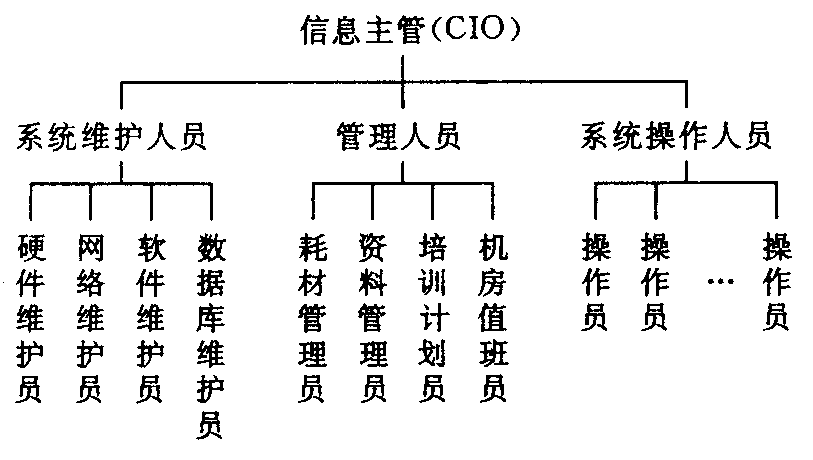 信息主管(CIO)
系统维护人员
管理人员
系统操作人员
硬件维护员
网络维护员
软件维护员
数据库维护员
耗材管理员
资料管理员
培训计划员
机房值班员
操作员
操作员
…
操作员